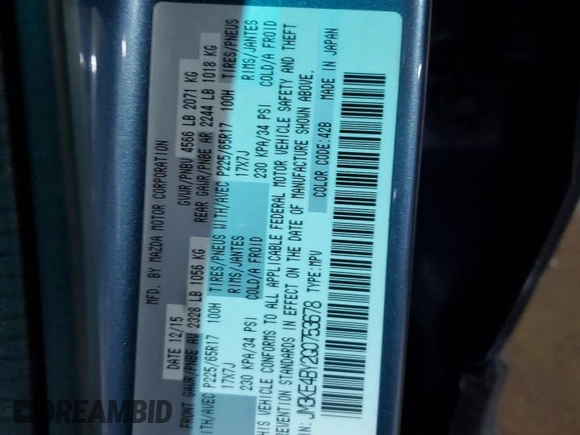 MFD. BY MAZDA MOTOR CORPORATION
DATE 12/15 GVWR/PNBV 4566 LB 2071 KG
FRONT GAWR/PNBE AV 2328 LB 1056 KG REAR GAWR/PNBE AR 2244 LB 1018 KG
WITH/AVEC P225/65R17 100H TIRES/PNEUS WITH/AVEC P225/65R17 100H TIRES/PNEUS
17X7J RIMS/JANTES 17X7J RIMS/JANTES
230 KPA/34 PSI COLD/A FROID 230 KPA/34 PSI COLD/A FROID
THIS VEHICLE CONFORMS TO ALL APPLICABLE FEDERAL MOTOR VEHICLE SAFETY AND THEFT
PREVENTION STANDARDS IN EFFECT ON THE DATE OF MANUFACTURE SHOWN ABOVE.
COLOR CODE:42B MADE IN JAPAN
VIN: JM3KE4BY2G0753678 TYPE:MPV
DREAMBID